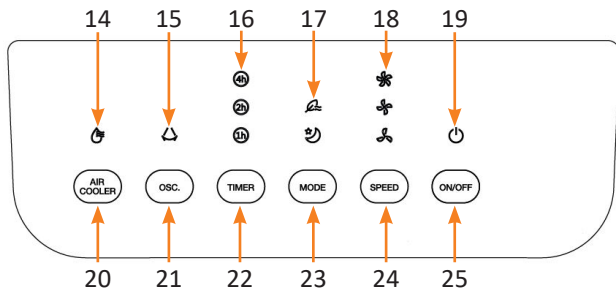 14 15 16 17 18 19
4h
2h
1h
AIR COOLER OSC. TIMER MODE SPEED ON/OFF
20 21 22 23 24 25